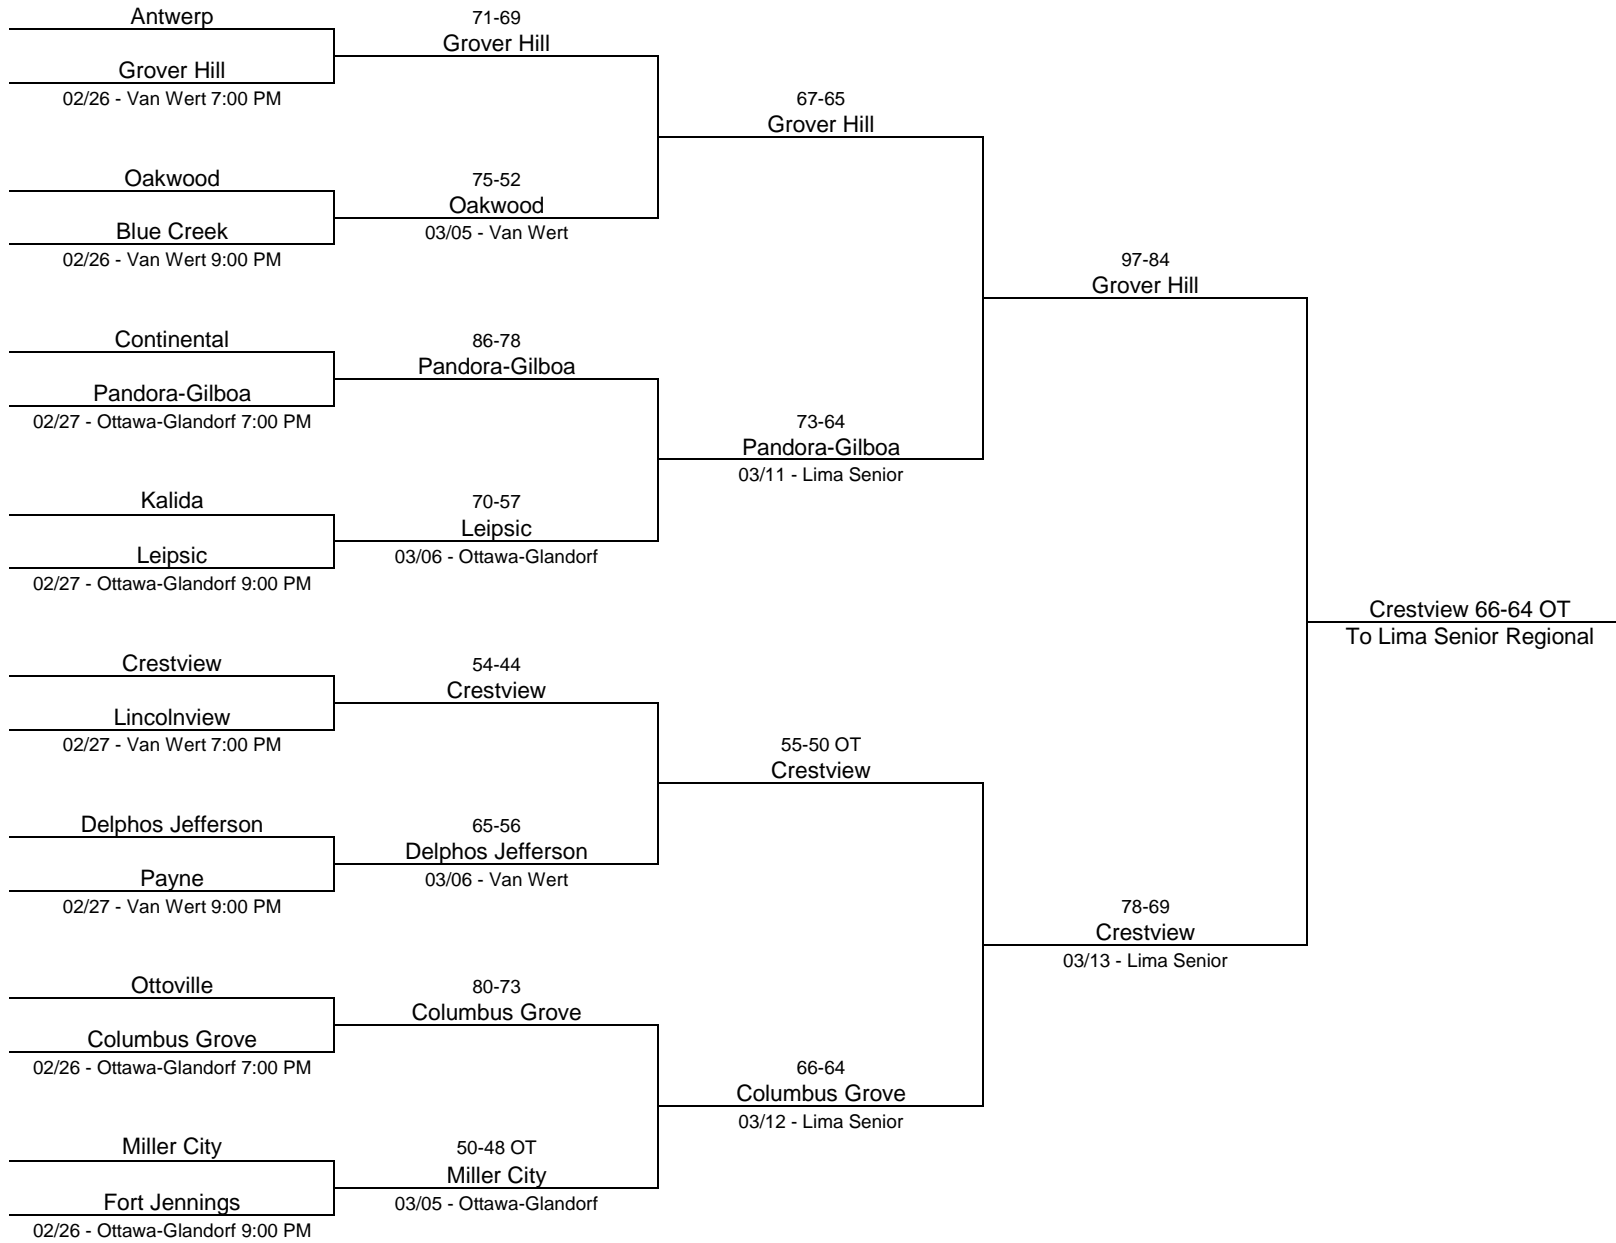 Antwerp
Grover Hill
02/26 - Van Wert 7:00 PM
Oakwood
Blue Creek
02/26 - Van Wert 9:00 PM
Continental
Pandora-Gilboa
02/27 - Ottawa-Glandorf 7:00 PM
Kalida
Leipsic
02/27 - Ottawa-Glandorf 9:00 PM
Crestview
Lincolnview
02/27 - Van Wert 7:00 PM
Delphos Jefferson
Payne
02/27 - Van Wert 9:00 PM
Ottoville
Columbus Grove
02/26 - Ottawa-Glandorf 7:00 PM
Miller City
Fort Jennings
02/26 - Ottawa-Glandorf 9:00 PM
71-69
Grover Hill
75-52
Oakwood
03/05 - Van Wert
86-78
Pandora-Gilboa
70-57
Leipsic
03/06 - Ottawa-Glandorf
54-44
Crestview
65-56
Delphos Jefferson
03/06 - Van Wert
80-73
Columbus Grove
50-48 OT
Miller City
03/05 - Ottawa-Glandorf
67-65
Grover Hill
73-64
Pandora-Gilboa
03/11 - Lima Senior
55-50 OT
Crestview
66-64
Columbus Grove
03/12 - Lima Senior
97-84
Grover Hill
78-69
Crestview
03/13 - Lima Senior
Crestview 66-64 OT
To Lima Senior Regional